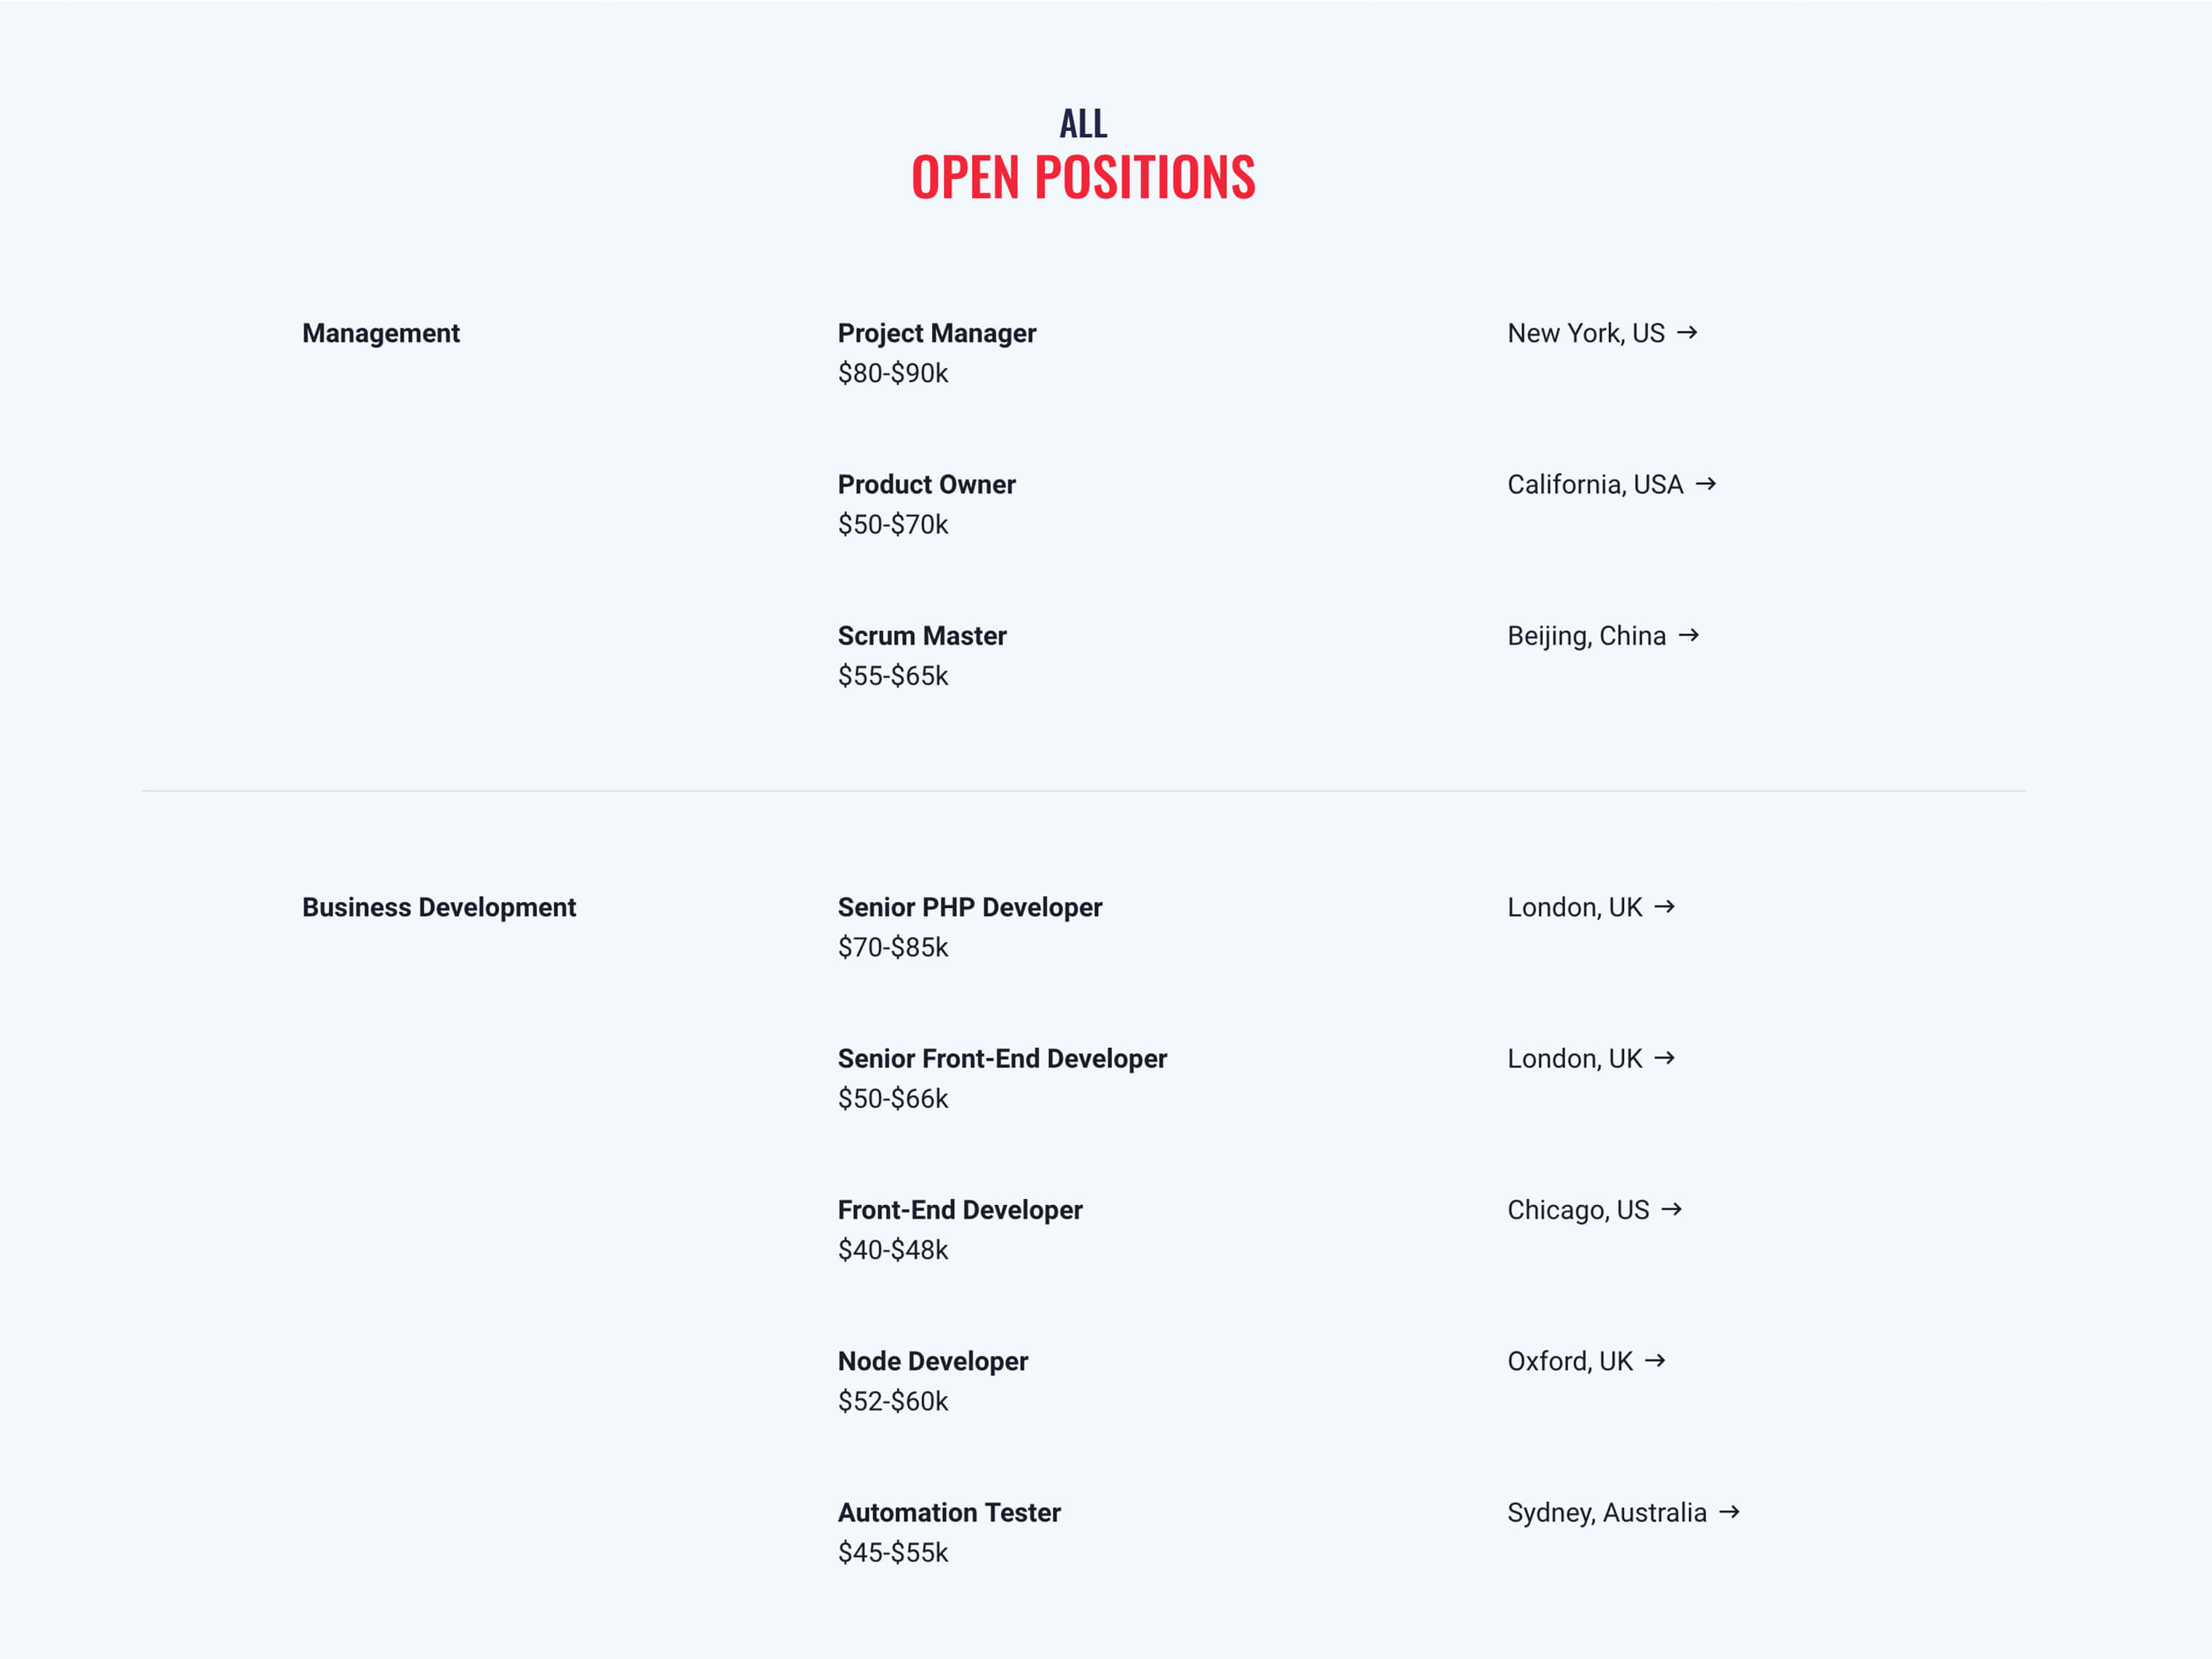 ALL
OPEN POSITIONS
Management
Project Manager
$80-$90k
New York, US →
Product Owner
$50-$70k
California, USA →
Scrum Master
$55-$65k
Beijing, China →
Business Development
Senior PHP Developer
$70-$85k
London, UK →
Senior Front-End Developer
$50-$66k
London, UK →
Front-End Developer
$40-$48k
Chicago, US →
Node Developer
$52-$60k
Oxford, UK →
Automation Tester
$45-$55k
Sydney, Australia →